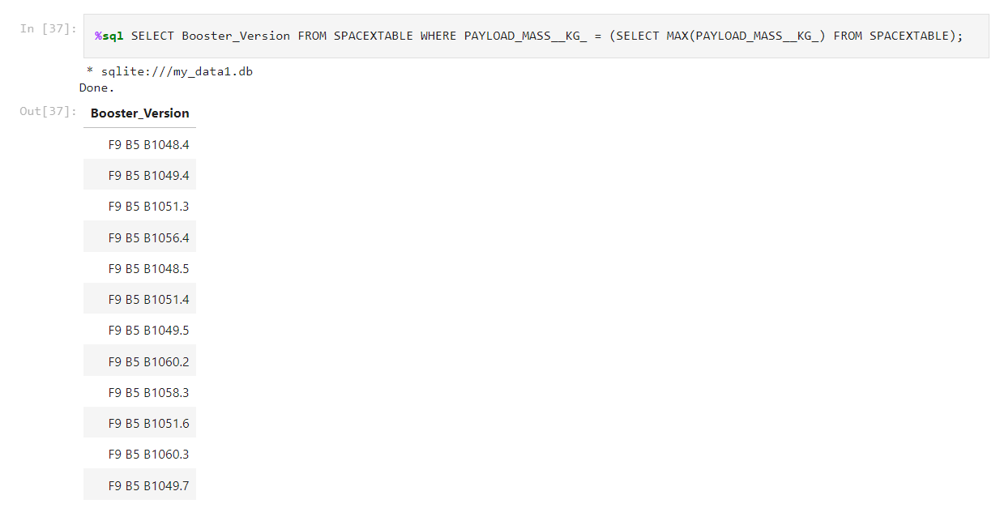 In [37]:
%sql SELECT Booster_Version FROM SPACEXTABLE WHERE PAYLOAD_MASS__KG_ = (SELECT MAX(PAYLOAD_MASS__KG_) FROM SPACEXTABLE);
* sqlite:///my_data1.db
Done.
Out[37]:
Booster_Version
F9 B5 B1048.4
F9 B5 B1049.4
F9 B5 B1051.3
F9 B5 B1056.4
F9 B5 B1048.5
F9 B5 B1051.4
F9 B5 B1049.5
F9 B5 B1060.2
F9 B5 B1058.3
F9 B5 B1051.6
F9 B5 B1060.3
F9 B5 B1049.7